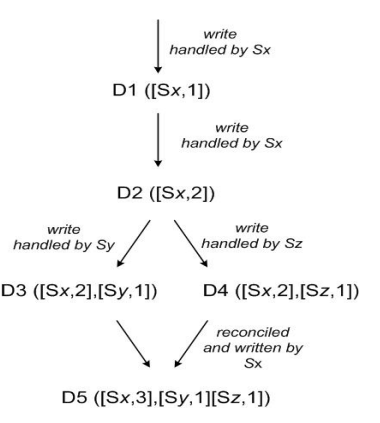 write
handled by Sx
D1 ([Sx,1])
write
handled by Sx
D2 ([Sx,2])
write
handled by Sy
write
handled by Sz
D3 ([Sx,2],[Sy,1])
D4 ([Sx,2],[Sz,1])
reconciled
and written by
Sx
D5 ([Sx,3],[Sy,1][Sz,1])